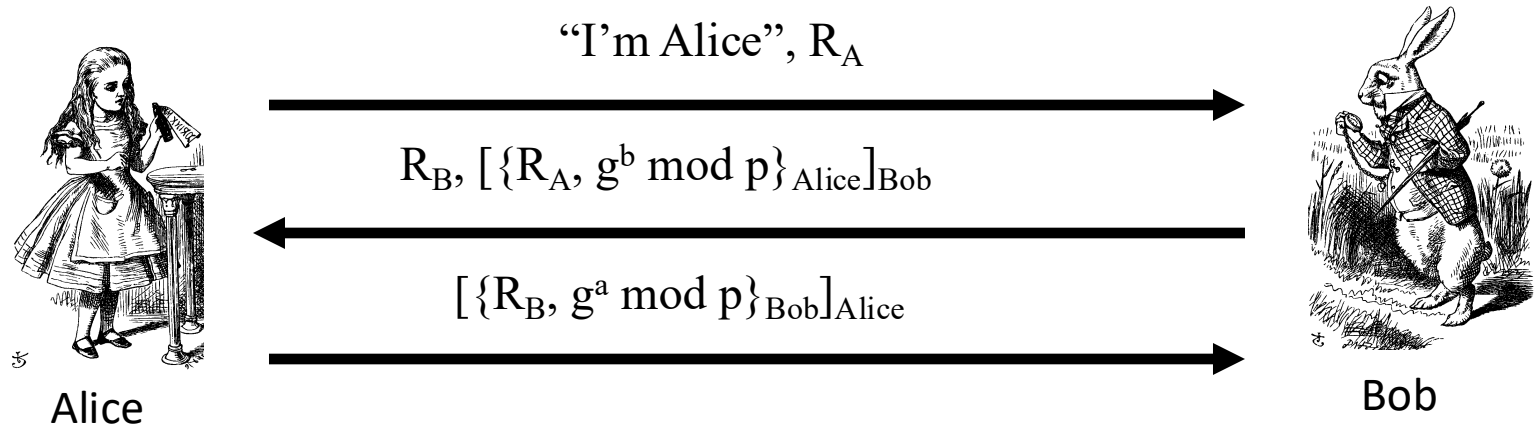 “I’m Alice”, R_A
R_B, [{R_A, g^b mod p}_Alice]_Bob
[{R_B, g^a mod p}_Bob]_Alice
Alice
Bob